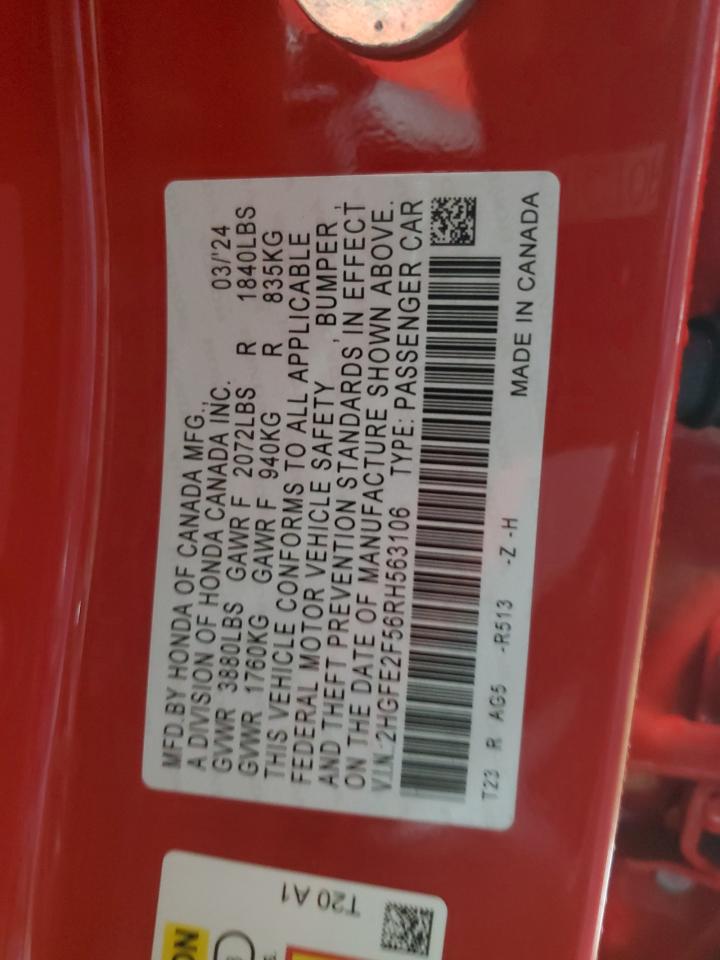 MFD.BY HONDA OF CANADA MFG.,
A DIVISION OF HONDA CANADA INC. 03/'24
GVWR 3880LBS GAWR F 2072LBS R 1840LBS
GVWR 1760KG GAWR F 940KG R 835KG
THIS VEHICLE CONFORMS TO ALL APPLICABLE
FEDERAL MOTOR VEHICLE SAFETY , BUMPER ,
AND THEFT PREVENTION STANDARDS IN EFFECT
ON THE DATE OF MANUFACTURE SHOWN ABOVE.
V.I.N. 2HGFE2F56RH563106 TYPE: PASSENGER CAR
T23 R AG5 -R513 -Z -H MADE IN CANADA
T20 A1